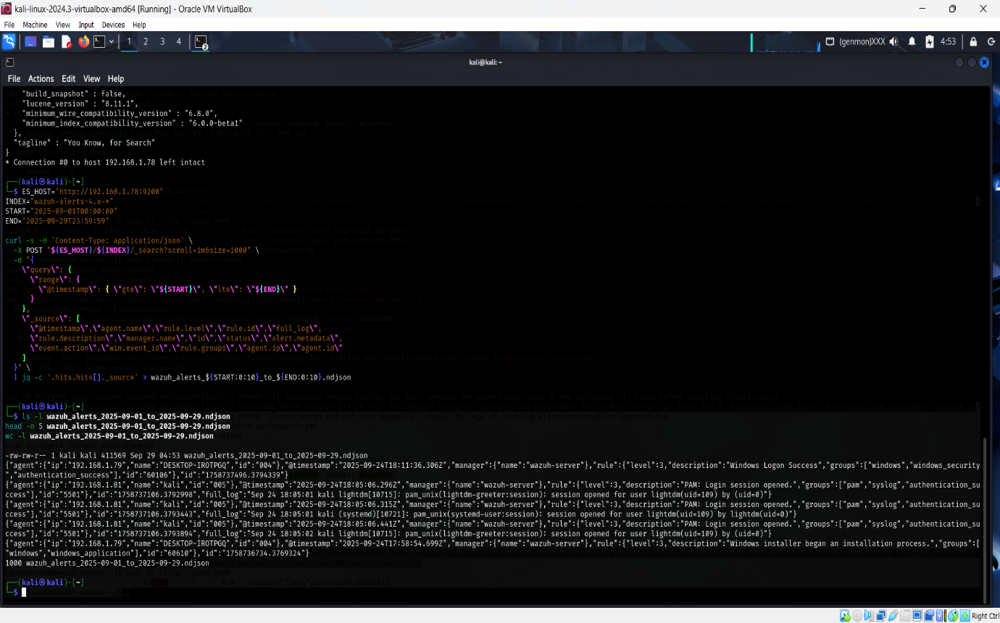 kali-linux-2024.3-virtualbox-amd64 [Running] - Oracle VM VirtualBox
File Machine View Input Devices Help
1 2 3 4 2 (genmon)XXX 4:53
kali@kali: ~
File Actions Edit View Help
"build_snapshot" : false,
"lucene_version" : "8.11.1",
"minimum_wire_compatibility_version" : "6.8.0",
"minimum_index_compatibility_version" : "6.0.0-beta1"
},
"tagline" : "You Know, for Search"
}
* Connection #0 to host 192.168.1.78 left intact
┌──(kali㉿kali)-[~]
└─$ ES_HOST="http://192.168.1.78:9200"
INDEX="wazuh-alerts-4.x-*"
START="2025-09-01T00:00:00"
END="2025-09-29T23:59:59"
curl -s -H 'Content-Type: application/json' \
-X POST "${ES_HOST}/${INDEX}/_search?scroll=1m&size=1000" \
-d "{
\"query\": {
\"range\": {
\"@timestamp\": { \"gte\": \"${START}\", \"lte\": \"${END}\" }
}
},
\"_source\": [
\"@timestamp\",\"agent.name\",\"rule.level\",\"rule.id\",\"full_log\",
\"rule.description\",\"manager.name\",\"id\",\"status\",\"alert.metadata\",
\"event.action\",\"win.event_id\",\"rule.groups\",\"agent.ip\",\"agent.id\"
]
}" \
| jq -c '.hits.hits[]._source' > wazuh_alerts_${START:0:10}_to_${END:0:10}.ndjson
┌──(kali㉿kali)-[~]
└─$ ls -l wazuh_alerts_2025-09-01_to_2025-09-29.ndjson
head -n 5 wazuh_alerts_2025-09-01_to_2025-09-29.ndjson
wc -l wazuh_alerts_2025-09-01_to_2025-09-29.ndjson
-rw-rw-r-- 1 kali kali 411569 Sep 29 04:53 wazuh_alerts_2025-09-01_to_2025-09-29.ndjson
{"agent":{"ip":"192.168.1.79","name":"DESKTOP-IROTPGQ","id":"004"},"@timestamp":"2025-09-24T18:11:36.306Z","manager":{"name":"wazuh-server"},"rule":{"level":3,"description":"Windows Logon Success","groups":["windows","windows_security
","authentication_success"],"id":"60106"},"id":"1758737496.3794339"}
{"agent":{"ip":"192.168.1.81","name":"kali","id":"005"},"@timestamp":"2025-09-24T18:05:06.296Z","manager":{"name":"wazuh-server"},"rule":{"level":3,"description":"PAM: Login session opened.","groups":["pam","syslog","authentication_su
ccess"],"id":"5501"},"id":"1758737106.3792998","full_log":"Sep 24 18:05:01 kali lightdm[10715]: pam_unix(lightdm-greeter:session): session opened for user lightdm(uid=109) by (uid=0)"}
{"agent":{"ip":"192.168.1.81","name":"kali","id":"005"},"@timestamp":"2025-09-24T18:05:06.315Z","manager":{"name":"wazuh-server"},"rule":{"level":3,"description":"PAM: Login session opened.","groups":["pam","syslog","authentication_su
ccess"],"id":"5501"},"id":"1758737106.3793443","full_log":"Sep 24 18:05:01 kali (systemd)[10721]: pam_unix(systemd-user:session): session opened for user lightdm(uid=109) by lightdm(uid=0)"}
{"agent":{"ip":"192.168.1.81","name":"kali","id":"005"},"@timestamp":"2025-09-24T18:05:06.441Z","manager":{"name":"wazuh-server"},"rule":{"level":3,"description":"PAM: Login session opened.","groups":["pam","syslog","authentication_su
ccess"],"id":"5501"},"id":"1758737106.3793894","full_log":"Sep 24 18:05:02 kali lightdm[10715]: pam_unix(lightdm-greeter:session): session opened for user lightdm(uid=109) by (uid=0)"}
{"agent":{"ip":"192.168.1.79","name":"DESKTOP-IROTPGQ","id":"004"},"@timestamp":"2025-09-24T17:58:54.699Z","manager":{"name":"wazuh-server"},"rule":{"level":3,"description":"Windows installer began an installation process.","groups":[
"windows","windows_application"],"id":"60610"},"id":"1758736734.3769324"}
1000 wazuh_alerts_2025-09-01_to_2025-09-29.ndjson
┌──(kali㉿kali)-[~]
└─$
Right Ctrl